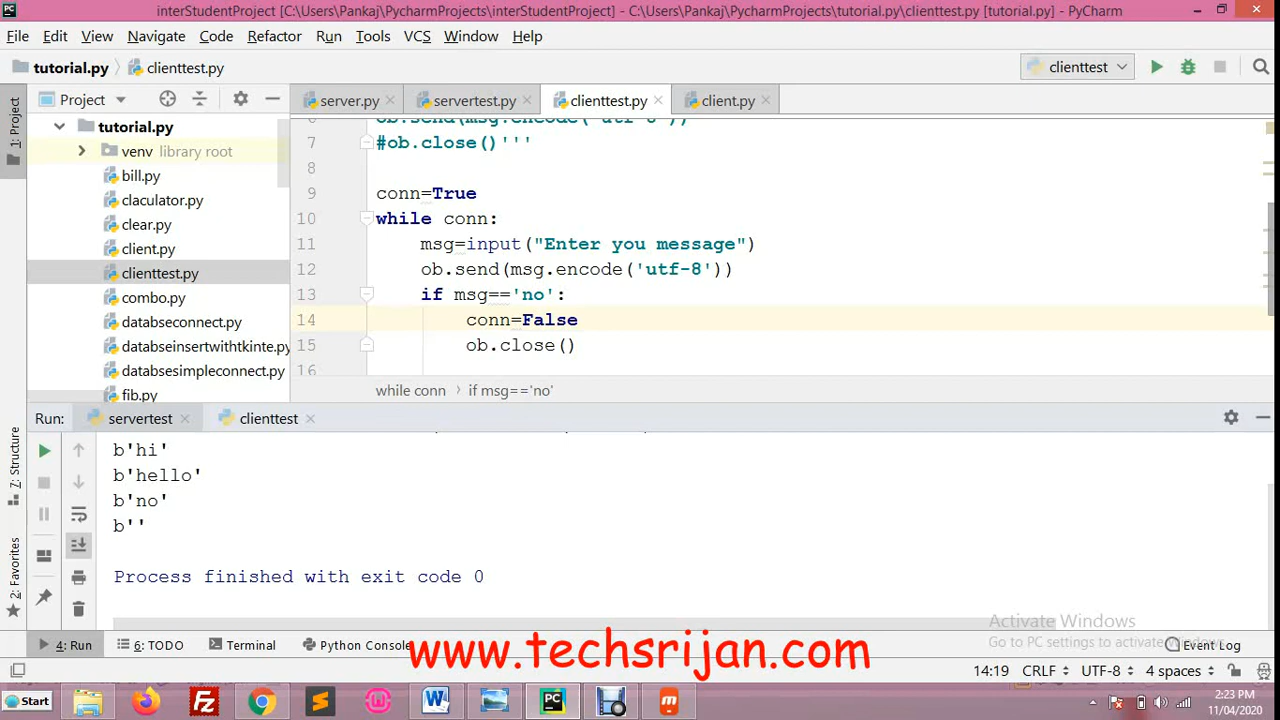 interStudentProject [C:\Users\Pankaj\PycharmProjects\interStudentProject] - C:\Users\Pankaj\PycharmProjects\tutorial.py\clienttest.py [tutorial.py] - PyCharm
File Edit View Navigate Code Refactor Run Tools VCS Window Help
tutorial.py clienttest.py clienttest
1: Project
Project server.py servertest.py clienttest.py client.py
tutorial.py
venv library root
bill.py
claculator.py
clear.py
client.py
clienttest.py
combo.py
databseconnect.py
databseinsertwithtkinte.py
databsesimpleconnect.py
fib.py
ob.send(msg.encode('utf-8'))
7 #ob.close()'''
8
9 conn=True
10 while conn:
11 msg=input("Enter you message")
12 ob.send(msg.encode('utf-8'))
13 if msg=='no':
14 conn=False
15 ob.close()
16
while conn if msg=='no'
Run: servertest clienttest
7: Structure
2: Favorites
b'hi'
b'hello'
b'no'
b''
Process finished with exit code 0
Activate Windows
Go to PC settings to activate Windows.
4: Run 6: TODO Terminal Python Console Event Log
www.techsrijan.com
14:19 CRLF UTF-8 4 spaces
Start PC W 2:23 PM
11/04/2020